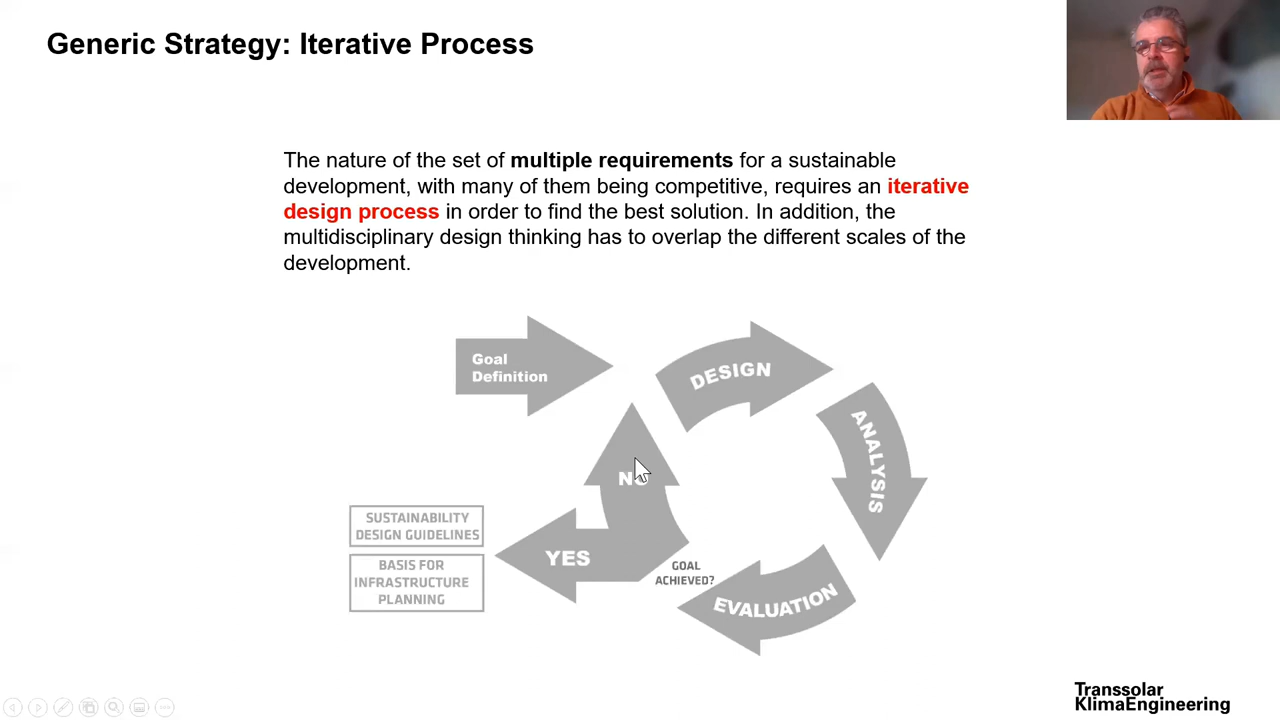 Generic Strategy: Iterative Process
The nature of the set of multiple requirements for a sustainable
development, with many of them being competitive, requires an iterative
design process in order to find the best solution. In addition, the
multidisciplinary design thinking has to overlap the different scales of the
development.
Goal
Definition
DESIGN
ANALYSIS
NO
SUSTAINABILITY
DESIGN GUIDELINES
YES
BASIS FOR
INFRASTRUCTURE
PLANNING
GOAL
ACHIEVED?
EVALUATION
Transsolar
KlimaEngineering